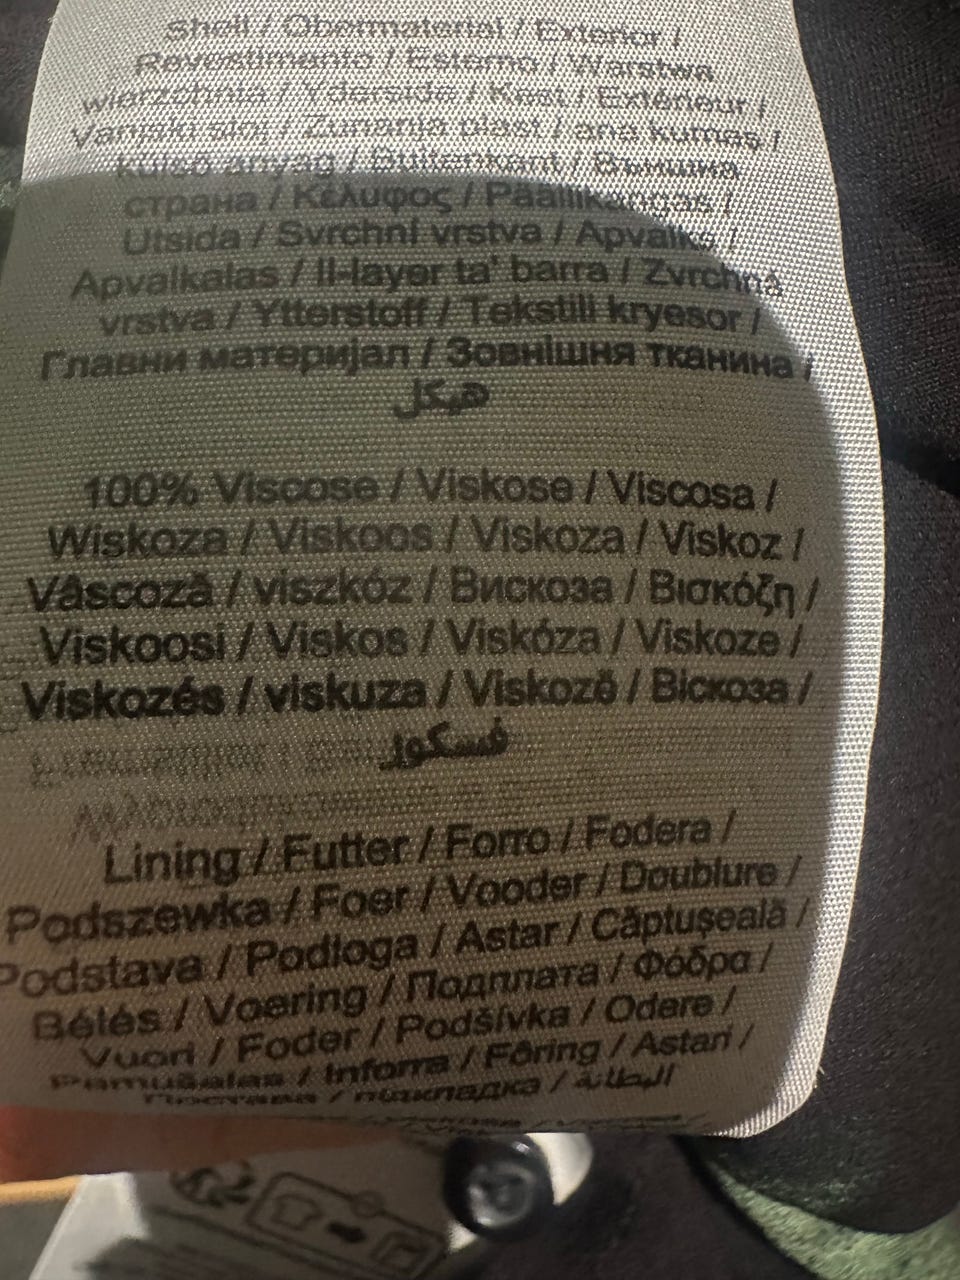 Shell / Obermaterial / Exterior /
Revestimento / Esterno / Warstwa
wierzchnia / Yderside / Kest / Extérieur /
Vanjski sloj / Zunanja plast / ana kumaş /
külső anyag / Buitenkant / Външна
страна / Κέλυφος / Päällikangas /
Utsida / Svrchní vrstva / Apvalks /
Apvalkalas / Il-layer ta' barra / Zvrchná
vrstva / Ytterstoff / Tekstili kryesor /
Главни материјал / Зовнішня тканина /
هيكل
100% Viscose / Viskose / Viscosa /
Wiskoza / Viskoos / Viskoza / Viskoz /
Vâscoză / viszkóz / Вискоза / Βισκόζη /
Viskoosi / Viskos / Viskóza / Viskoze /
Viskozés / viskuza / Viskozë / Віскоза /
فسكوز
Lining / Futter / Forro / Fodera /
Podszewka / Foer / Vooder / Doublure /
Podstava / Podloga / Astar / Căptușeală /
Bélés / Voering / Подплата / Φόδρα /
Vuori / Foder / Podšívka / Odere /
Pamušalas / Inforra / Fôring / Astari /
Постава / підкладка / البطانة